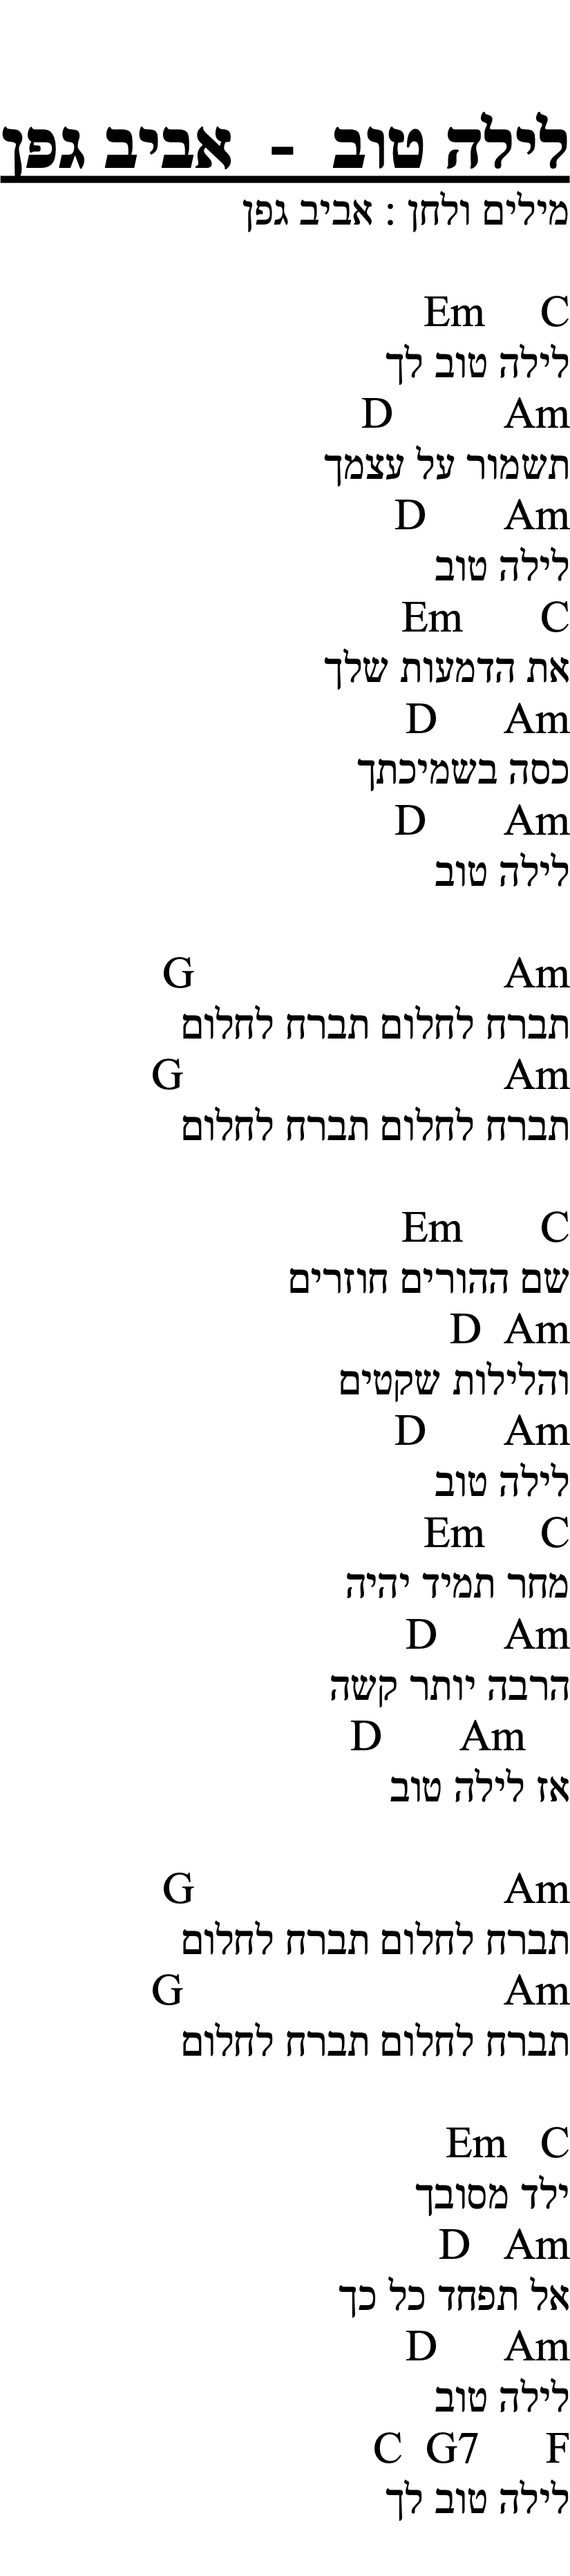 לילה טוב - אביב גפן
מילים ולחן : אביב גפן
C Em
לילה טוב לך
Am D
תשמור על עצמך
Am D
לילה טוב
C Em
את הדמעות שלך
Am D
כסה בשמיכתך
Am D
לילה טוב
Am G
תברח לחלום תברח לחלום
Am G
תברח לחלום תברח לחלום
C Em
שם ההורים חוזרים
Am D
והלילות שקטים
Am D
לילה טוב
C Em
מחר תמיד יהיה
Am D
הרבה יותר קשה
Am D
אז לילה טוב
Am G
תברח לחלום תברח לחלום
Am G
תברח לחלום תברח לחלום
C Em
ילד מסובך
Am D
אל תפחד כל כך
Am D
לילה טוב
F G7 C
לילה טוב לך